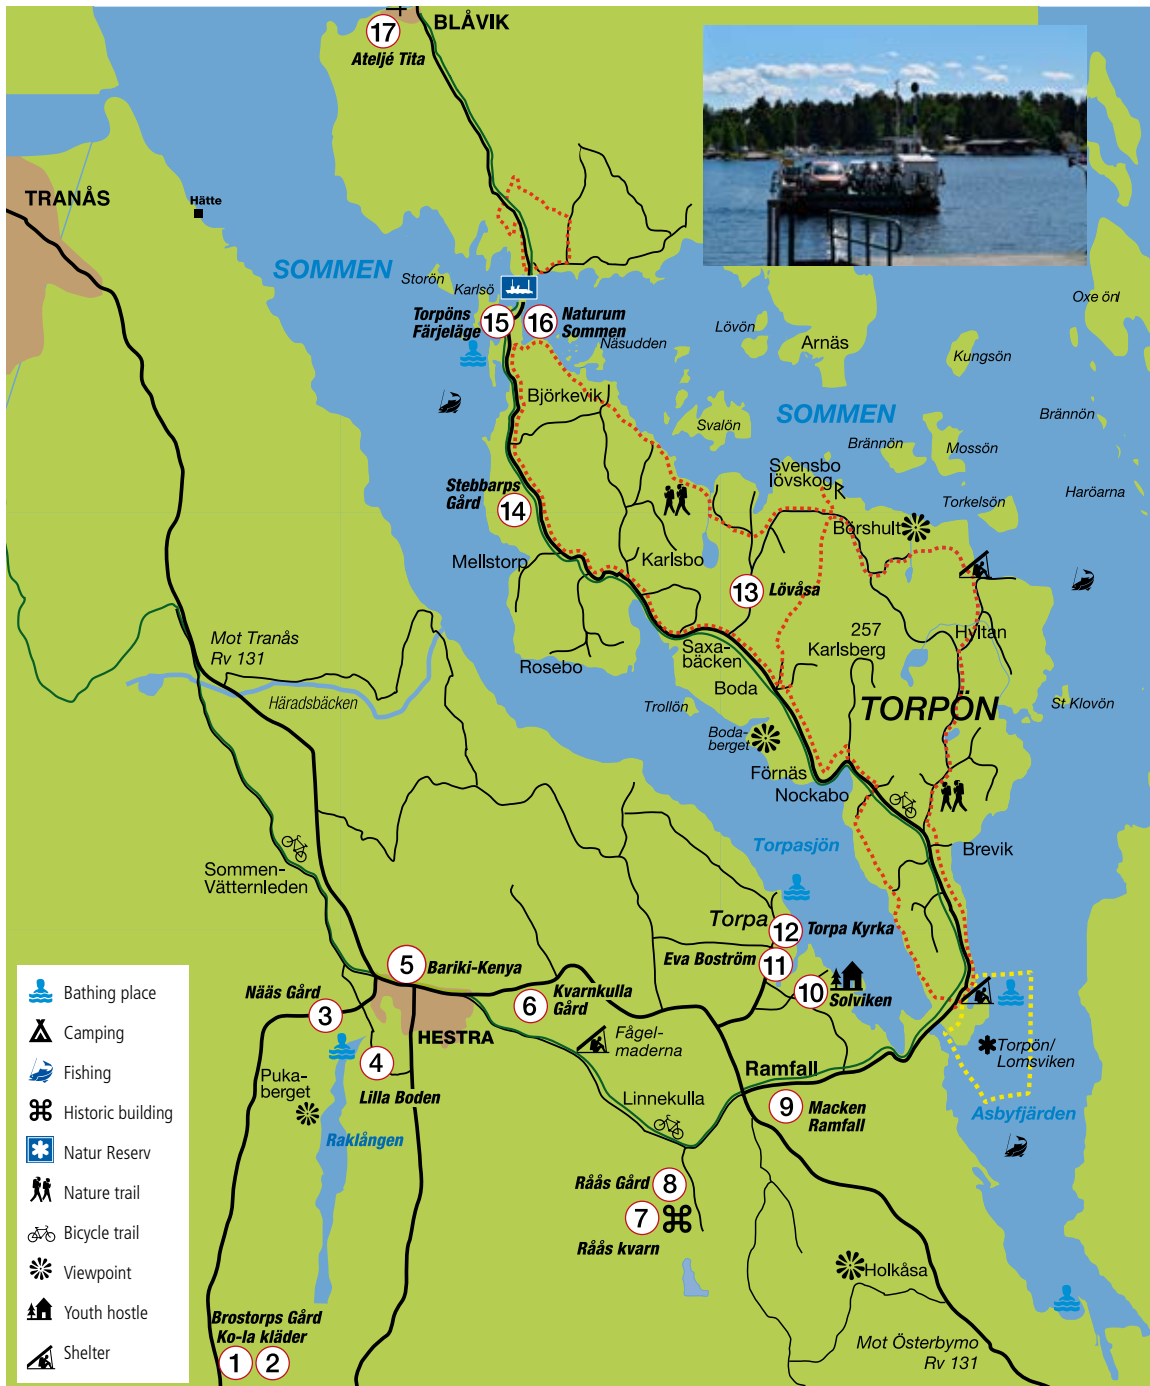 17
BLÅVIK
Ateljé Tita
TRANÅS
Hätte
SOMMEN
Storön
Karlsö
Oxe önl
Torpöns
Färjeläge
15
16
Naturum
Sommen
Näsudden
Lövön
Arnäs
Kungsön
Björkevik
SOMMEN
Svalön
Brännön
Brännön
Mossön
Svensbo
lövskog
Stebbarps
Gård
14
Torkelsön
Haröarna
Börshult
Mellstorp
Karlsbo
13
Lövåsa
257
Karlsberg
Hyltan
Mot Tranås
Rv 131
Saxa-
bäcken
Rosebo
Boda
Häradsbäcken
Trollön
TORPÖN
St Klovön
Boda-
berget
Förnäs
Nockabo
Torpasjön
Brevik
Sommen-
Vätternleden
Torpa
12
Torpa Kyrka
5
Bariki-Kenya
Eva Boström
11
10
Solviken
Nääs Gård
3
6
Kvarnkulla
Gård
HESTRA
Fågel-
maderna
Torpön/
Lomsviken
4
Lilla Boden
Puka-
berget
Ramfall
Linnekulla
9
Macken
Ramfall
Asbyfjärden
Raklången
Råås Gård
8
7
Råås kvarn
Holkåsa
Brostorps Gård
Ko-la kläder
1
2
Mot Österbymo
Rv 131
Bathing place
Camping
Fishing
Historic building
Natur Reserv
Nature trail
Bicycle trail
Viewpoint
Youth hostle
Shelter